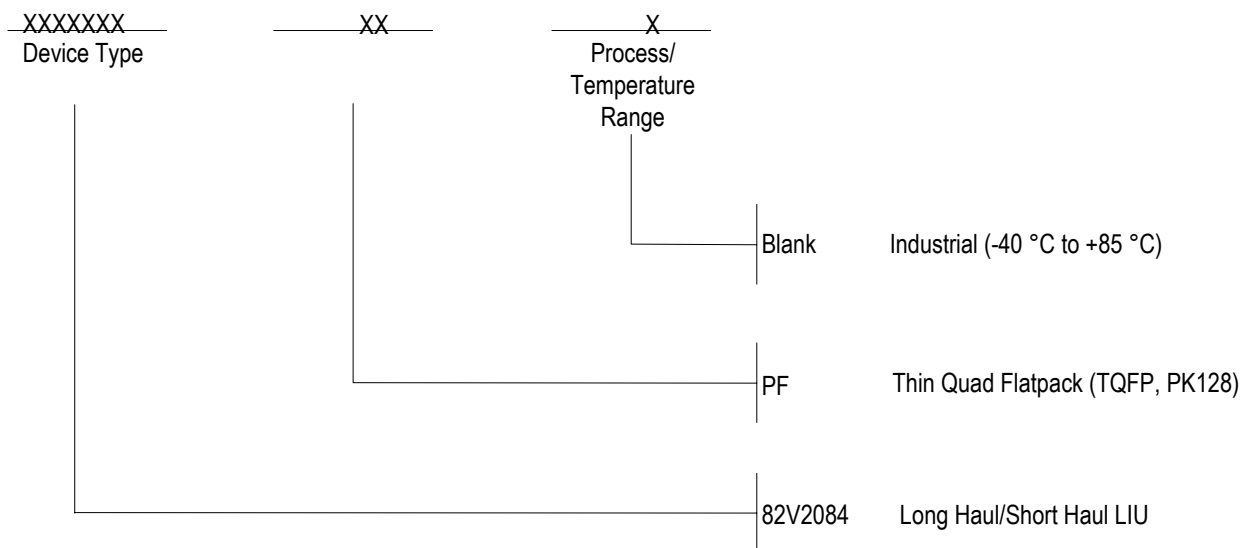 XXXXXXX XX X
Device Type Process/
Temperature
Range
Blank Industrial (-40 °C to +85 °C)
PF Thin Quad Flatpack (TQFP, PK128)
82V2084 Long Haul/Short Haul LIU